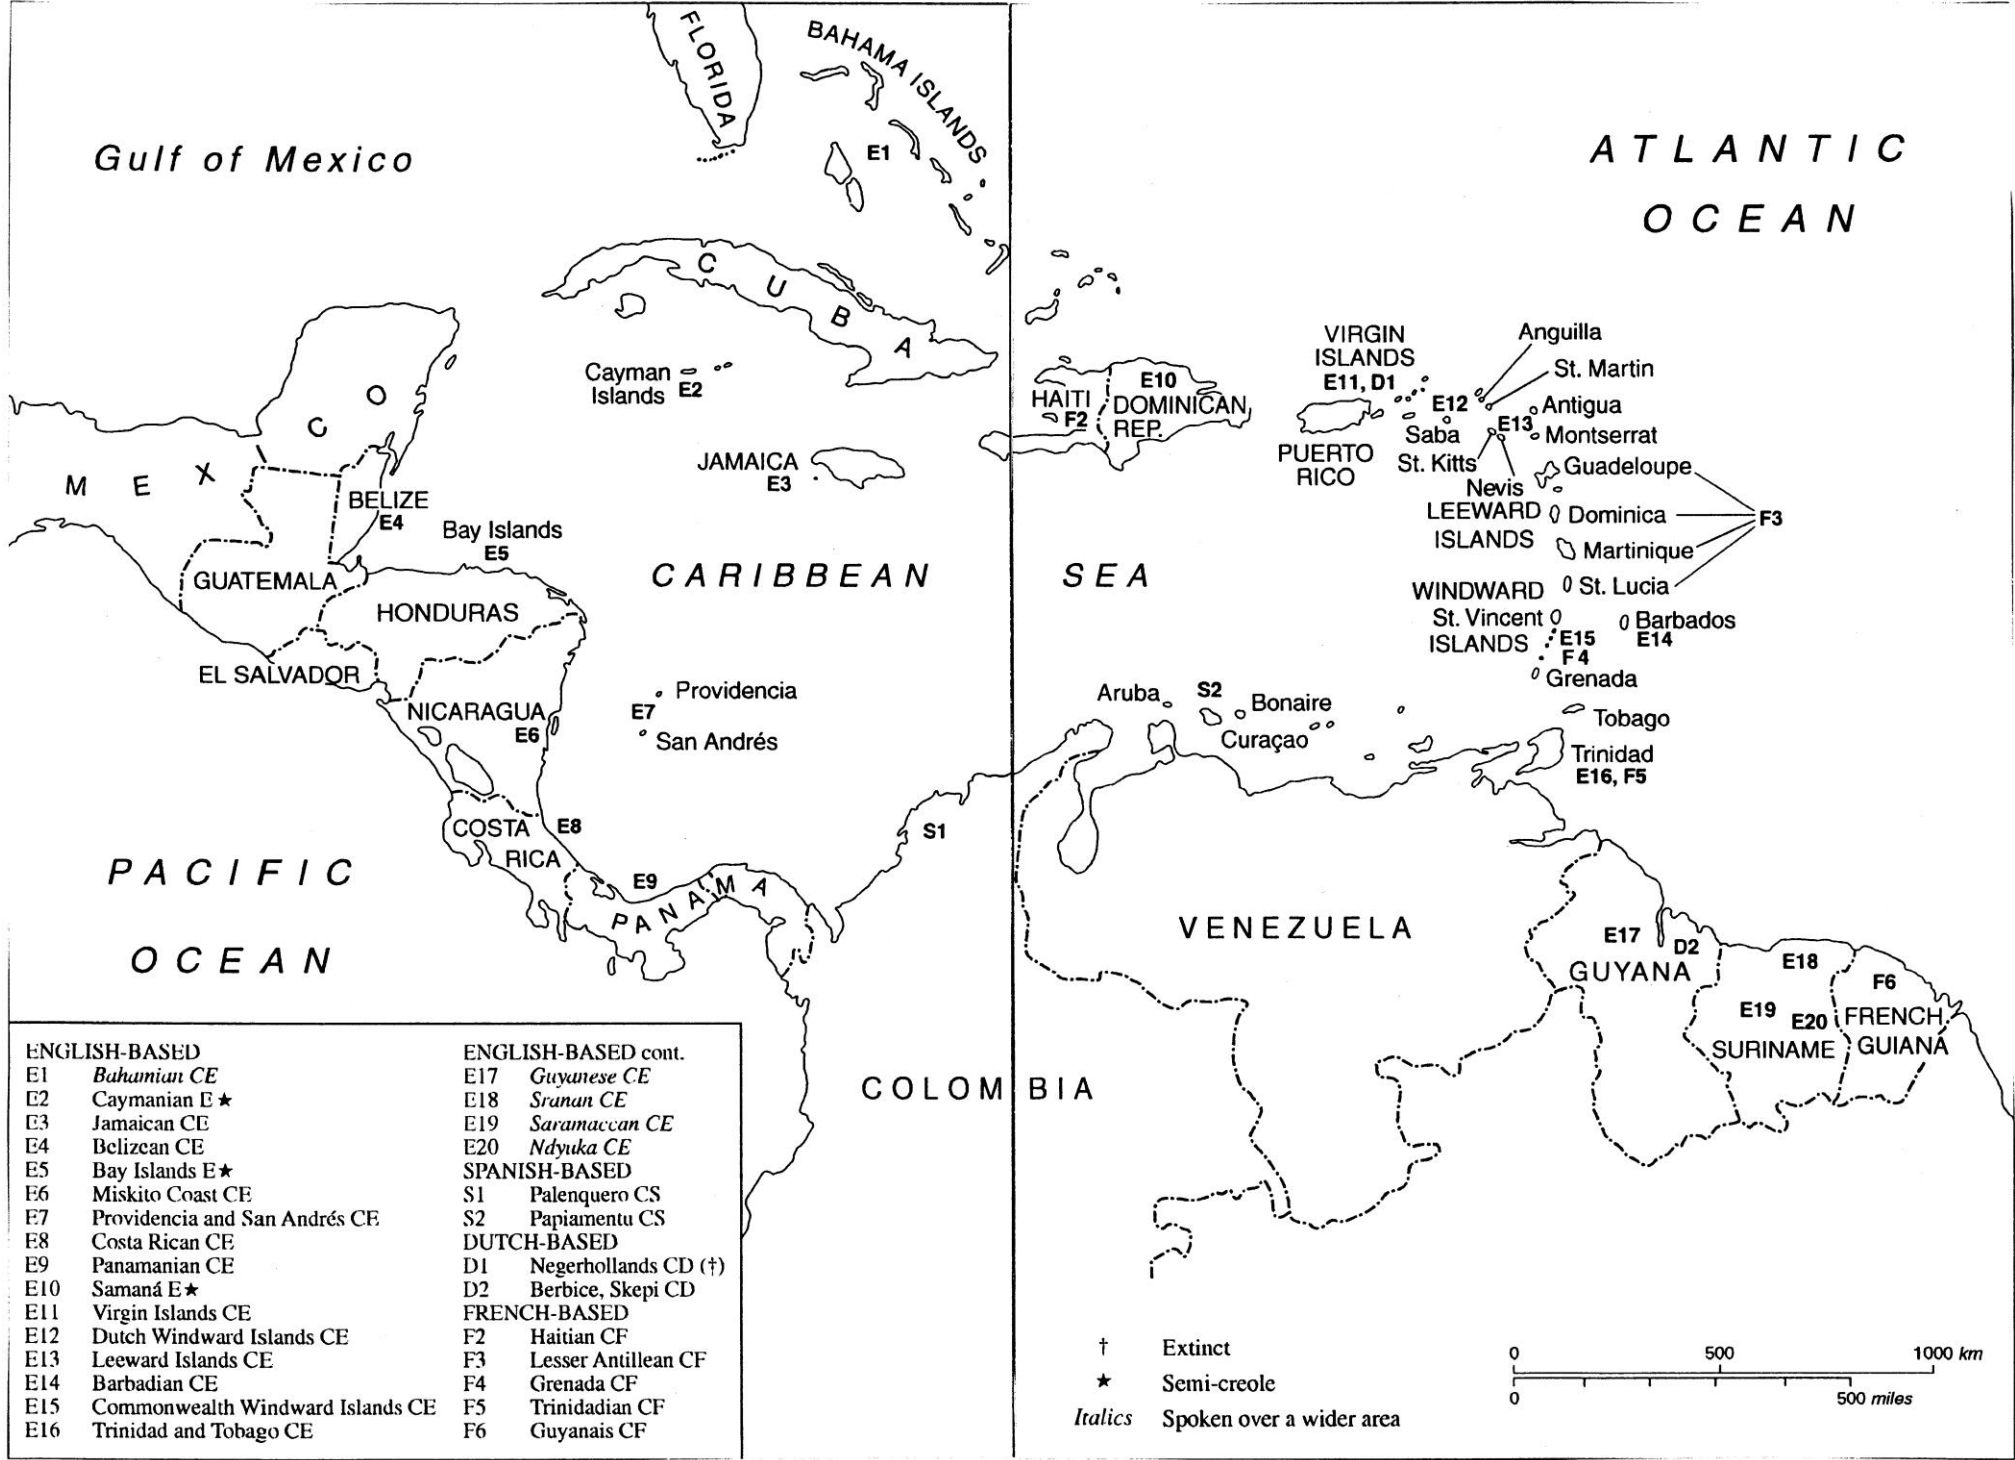 FLORIDA
BAHAMA ISLANDS
E1
Gulf of Mexico
ATLANTIC
OCEAN
CUBA
Cayman
Islands E2
JAMAICA
E3
HAITI
F2
E10
DOMINICAN
REP.
VIRGIN
ISLANDS
E11, D1
PUERTO
RICO
Anguilla
St. Martin
E12
Saba
Antigua
E13
Montserrat
St. Kitts
Nevis
Guadeloupe
LEEWARD
ISLANDS
Dominica
F3
Martinique
St. Lucia
WINDWARD
St. Vincent
ISLANDS
E15
F4
Barbados
E14
Grenada
Tobago
Trinidad
E16, F5
MEXICO
BELIZE
E4
Bay Islands
E5
GUATEMALA
HONDURAS
EL SALVADOR
NICARAGUA
E6
CARIBBEAN SEA
Providencia
E7
San Andrés
Aruba
S2
Bonaire
Curaçao
COSTA
RICA
E8
E9
PANAMA
S1
PACIFIC
OCEAN
VENEZUELA
COLOMBIA
E17
D2
GUYANA
E18
E19
E20
SURINAME
F6
FRENCH
GUIANA
ENGLISH-BASED
E1 Bahamian CE
E2 Caymanian E★
E3 Jamaican CE
E4 Belizean CE
E5 Bay Islands E★
E6 Miskito Coast CE
E7 Providencia and San Andrés CE
E8 Costa Rican CE
E9 Panamanian CE
E10 Samaná E★
E11 Virgin Islands CE
E12 Dutch Windward Islands CE
E13 Leeward Islands CE
E14 Barbadian CE
E15 Commonwealth Windward Islands CE
E16 Trinidad and Tobago CE
ENGLISH-BASED cont.
E17 Guyanese CE
E18 Sranan CE
E19 Saramaccan CE
E20 Ndyuka CE
SPANISH-BASED
S1 Palenquero CS
S2 Papiamentu CS
DUTCH-BASED
D1 Negerhollands CD (†)
D2 Berbice, Skepi CD
FRENCH-BASED
F2 Haitian CF
F3 Lesser Antillean CF
F4 Grenada CF
F5 Trinidadian CF
F6 Guyanais CF
† Extinct
★ Semi-creole
Italics Spoken over a wider area
0 500 1000 km
0 500 miles